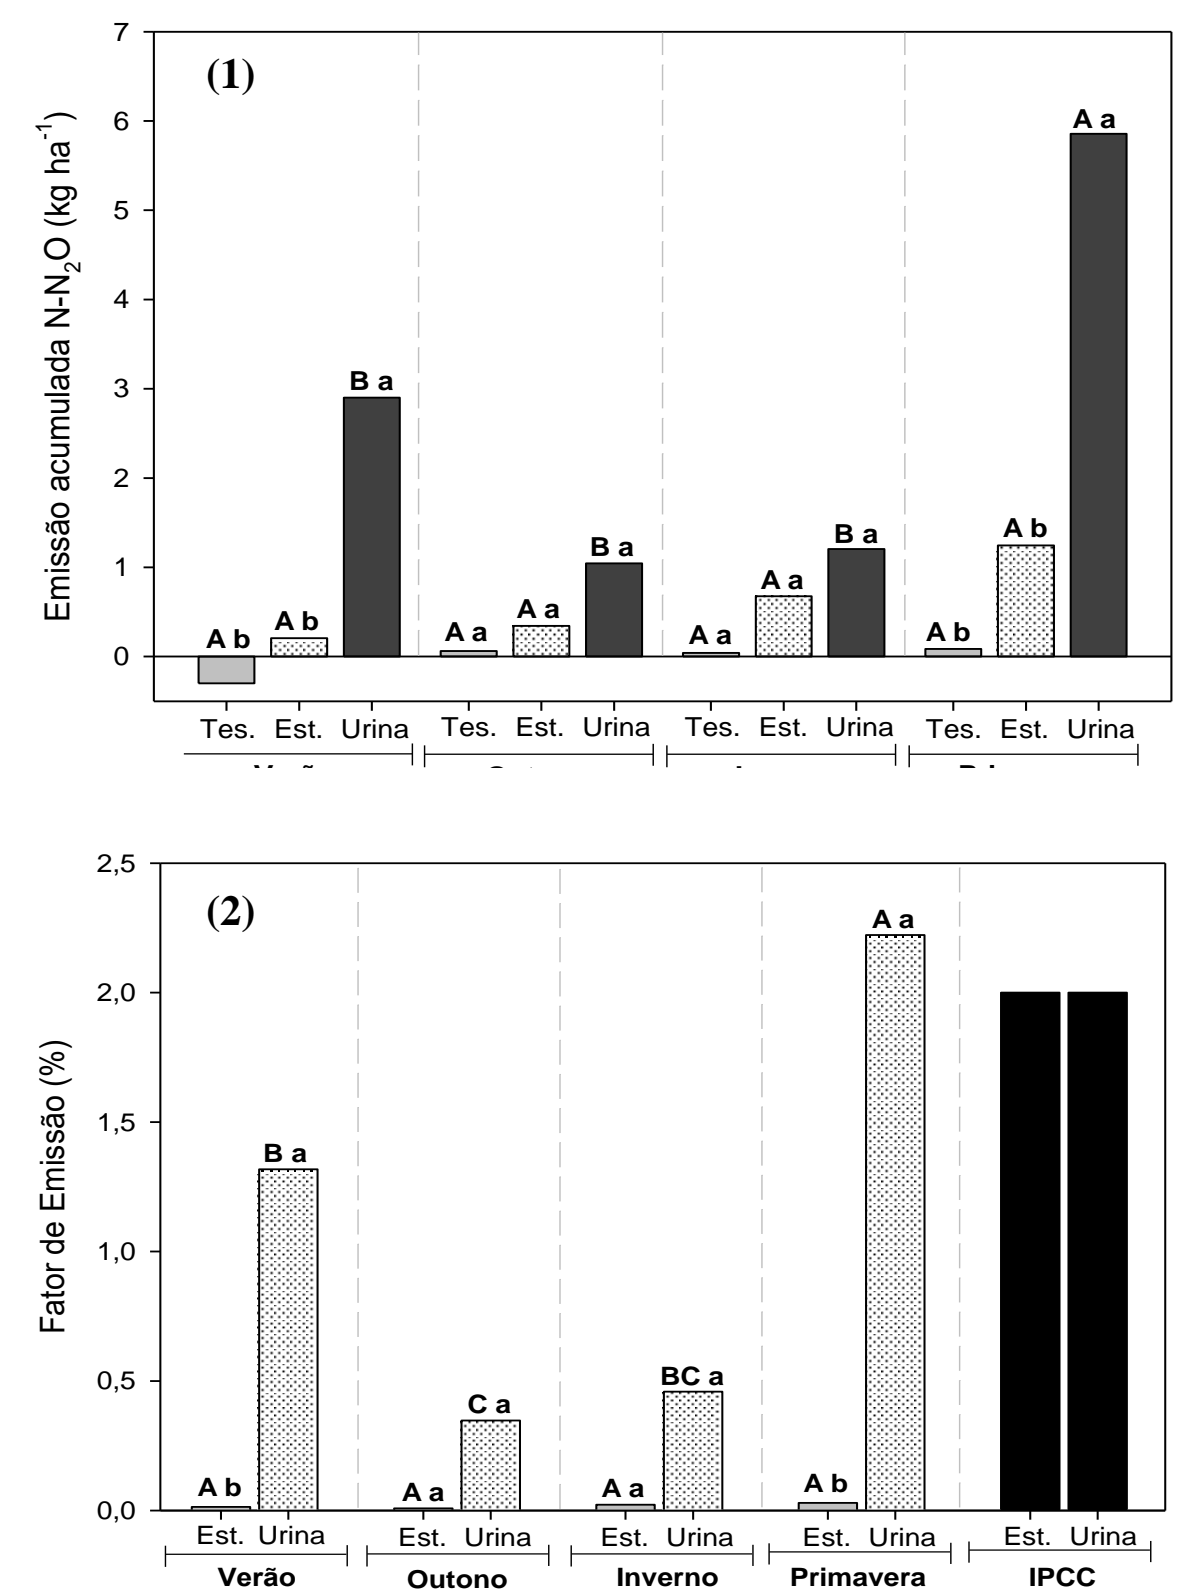 (1)
Emissão acumulada N-N2O (kg ha-1)
7
6
5
4
3
2
1
0
A b
A b
B a
A a
A a
B a
A a
A a
B a
A b
A b
A a
Tes. Est. Urina Tes. Est. Urina Tes. Est. Urina Tes. Est. Urina
(2)
Fator de Emissão (%)
2,5
2,0
1,5
1,0
0,5
0,0
A b
B a
A a
C a
A a
BC a
A b
A a
Est. Urina Est. Urina Est. Urina Est. Urina Est. Urina
Verão Outono Inverno Primavera IPCC